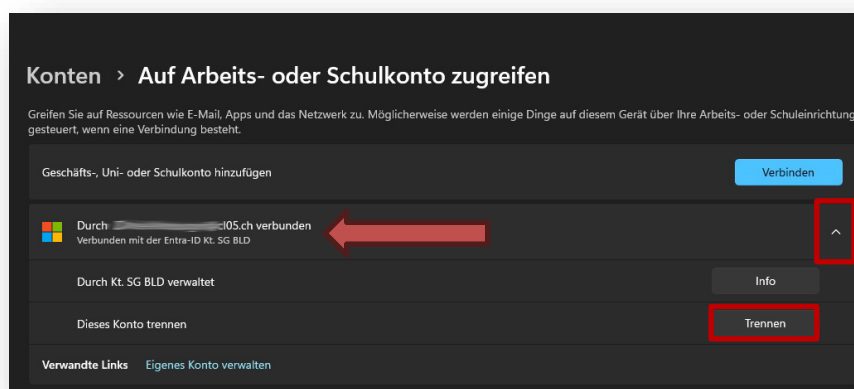 Konten > Auf Arbeits- oder Schulkonto zugreifen
Greifen Sie auf Ressourcen wie E-Mail, Apps und das Netzwerk zu. Möglicherweise werden einige Dinge auf diesem Gerät über Ihre Arbeits- oder Schuleinrichtung
gesteuert, wenn eine Verbindung besteht.
Geschäfts-, Uni- oder Schulkonto hinzufügen
Verbinden
Durch l05.ch verbunden
Verbunden mit der Entra-ID Kt. SG BLD
Durch Kt. SG BLD verwaltet
Info
Dieses Konto trennen
Trennen
Verwandte Links Eigenes Konto verwalten